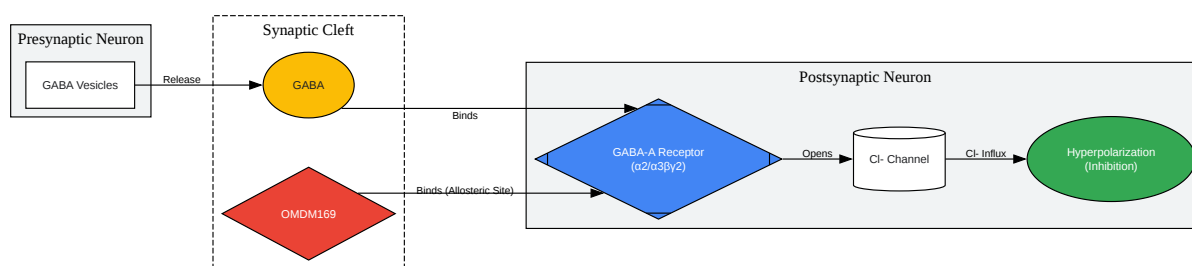 Presynaptic Neuron
GABA Vesicles
Release
Synaptic Cleft
GABA
OMDM169
Binds
Binds (Allosteric Site)
Postsynaptic Neuron
GABA-A Receptor
(α2/α3βγ2)
Opens
Cl- Channel
Cl- Influx
Hyperpolarization
(Inhibition)